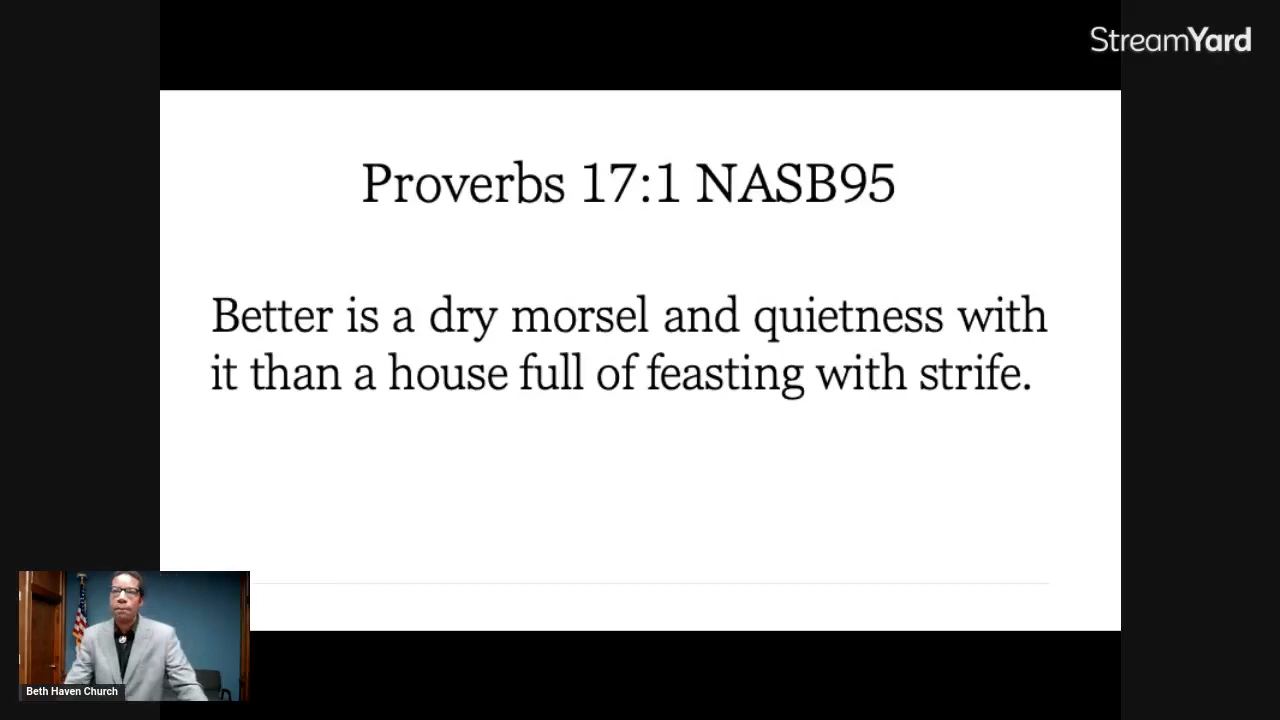 StreamYard
Proverbs 17:1 NASB95
Better is a dry morsel and quietness with
it than a house full of feasting with strife.
Beth Haven Church